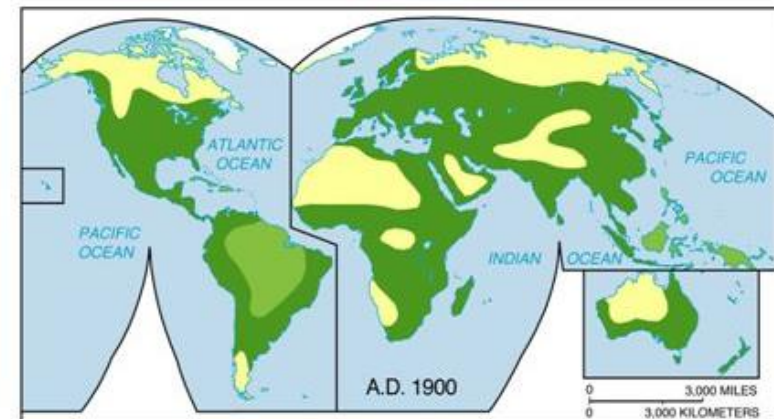 ATLANTIC
OCEAN
PACIFIC
OCEAN
PACIFIC
OCEAN
INDIAN OCEAN
A.D. 1900
0 3,000 MILES
0 3,000 KILOMETERS